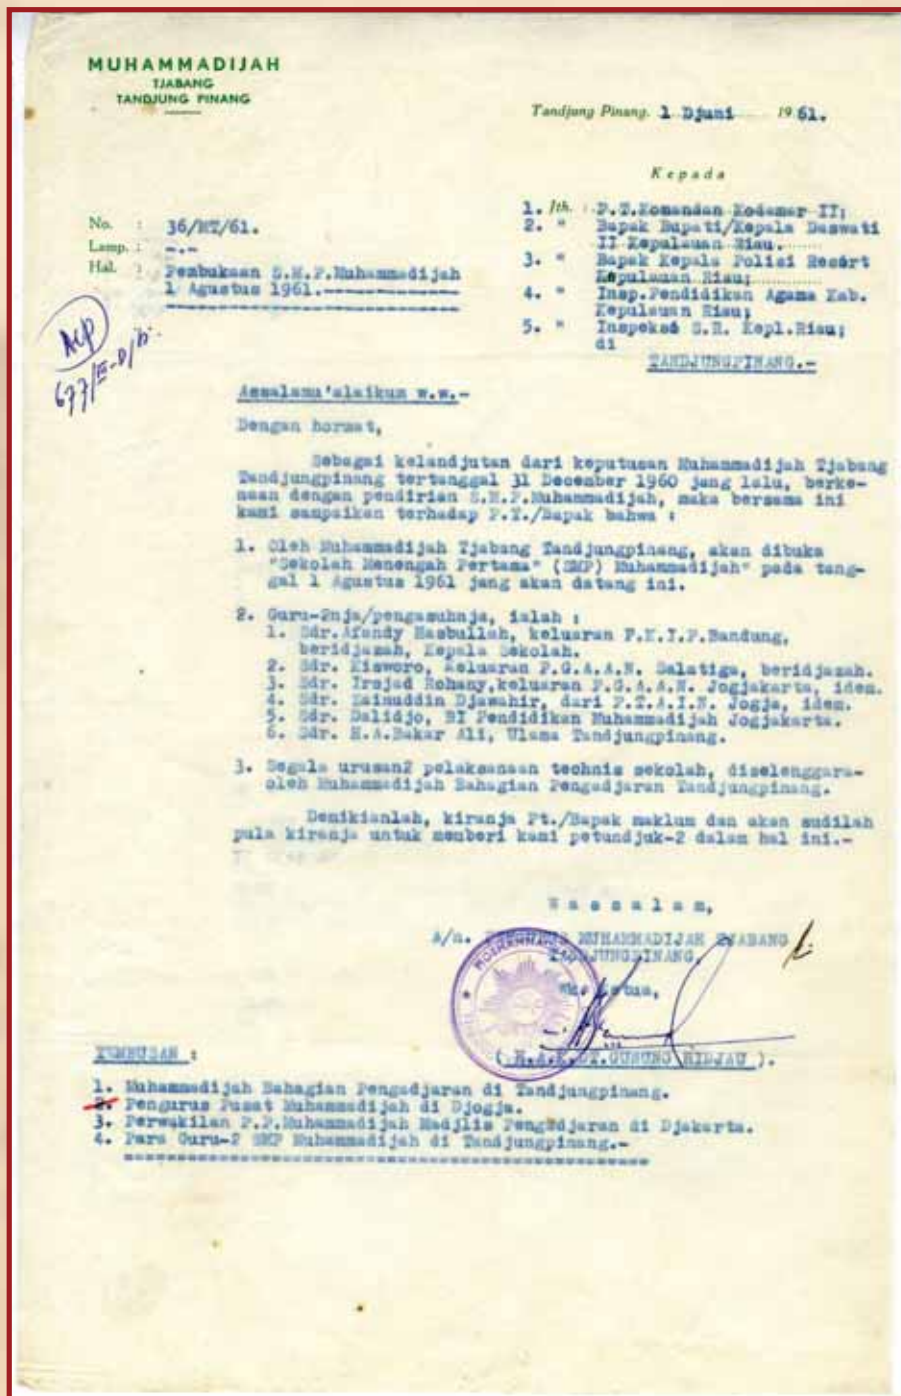 MUHAMMADIJAH
TJABANG
TANDJUNG PINANG
Tandjung Pinang, 1 Djuni 1961.
Kepada
No. : 36/MT/61.
Lamp. : -.-
Hal. : Pembukaan S.M.P.Muhammadijah
1 Agustus 1961.-----------
1. Jth. : P.T.Komandan Kodamar II;
2. " Bapak Bupati/Kepala Daswati
II Kepulauan Riau.
3. " Bapak Kepala Polisi Resort
Kepulauan Riau;
4. " Insp.Pendidikan Agama Kab.
Kepulauan Riau;
5. " Inspeksi S.R. Kepl.Riau;
di
TANDJUNGPINANG.-
677/II-D/
Assalamu'alaikum w.w.-
Dengan hormat,
Sebagai kelandjutan dari keputusan Muhammadijah Tjabang
Tandjungpinang tertanggal 31 December 1960 jang lalu, berke-
naan dengan pendirian S.M.P.Muhammadijah, maka bersama ini
kami sampaikan terhadap P.T./Bapak bahwa :
1. Oleh Muhammadijah Tjabang Tandjungpinang, akan dibuka
"Sekolah Menengah Pertama" (SMP) Muhammadijah" pada tang-
gal 1 Agustus 1961 jang akan datang ini.
2. Guru-2nja/pengasuhnja, ialah :
1. Sdr.Afandy Hasbullah, keluaran P.K.I.P.Bandung,
beridjazah, Kepala Sekolah.
2. Sdr. Kisworo, keluaran P.G.A.A.N. Salatiga, beridjazah.
3. Sdr. Irsjad Rohany,keluaran P.G.A.A.N. Jogjakarta, idem.
4. Sdr. Zainuddin Djawahir, dari P.T.A.I.N. Jogja, idem.
5. Sdr. Dalidjo, BI Pendidikan Muhammadijah Jogjakarta.
6. Sdr. H.A.Bakar Ali, Ulama Tandjungpinang.
3. Segala urusan2 polaksanaan technis sekolah, diselenggara-
oleh Muhammadijah Bahagian Pengadjaran Tandjungpinang.
Demikianlah, kiranja Pt./Bapak maklum dan akan sudilah
pula kiranja untuk memberi kami petundjuk-2 dalam hal ini.-
Wassalam,
A/n. MUHAMMADIJAH TJABANG
TANDJUNGPINANG,
Wk. Ketua,
DT.GUNUNG HIDJAU ).
TEMBUSAN :
1. Muhammadijah Bahagian Pengadjaran di Tandjungpinang.
2. Pengurus Pusat Muhammadijah di Djogja.
3. Perwakilan P.P.Muhammadijah Madjlis Pengadjaran di Djakarta.
4. Para Guru-2 SMP Muhammadijah di Tandjungpinang.-